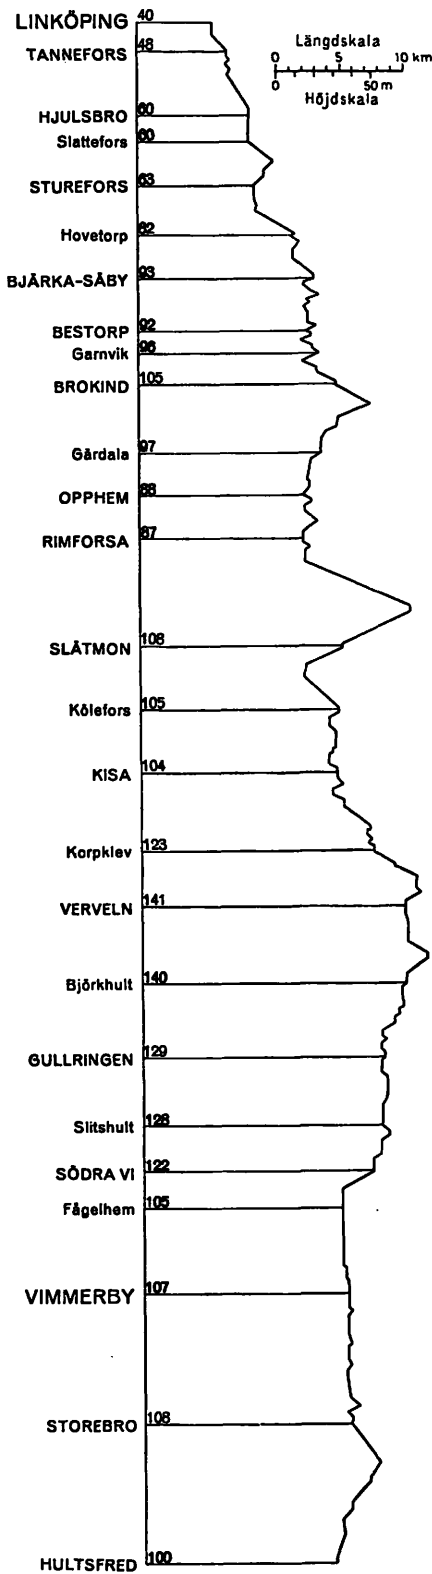 LINKÖPING 40
TANNEFORS 48
Längdskala
0 5 10 km
0 50 m
Höjdskala
HJULSBRO 60
Slattefors 60
STUREFORS 63
Hovetorp 82
BJÄRKA-SÄBY 93
BESTORP 92
Garnvik 96
BROKIND 105
Gärdala 97
OPPHEM 88
RIMFORSA 87
SLÅTMON 108
Kölefors 105
KISA 104
Korpklev 123
VERVELN 141
Björkhult 140
GULLRINGEN 129
Slitshult 128
SÖDRA VI 122
Fågelhem 105
VIMMERBY 107
STOREBRO 108
HULTSFRED 100